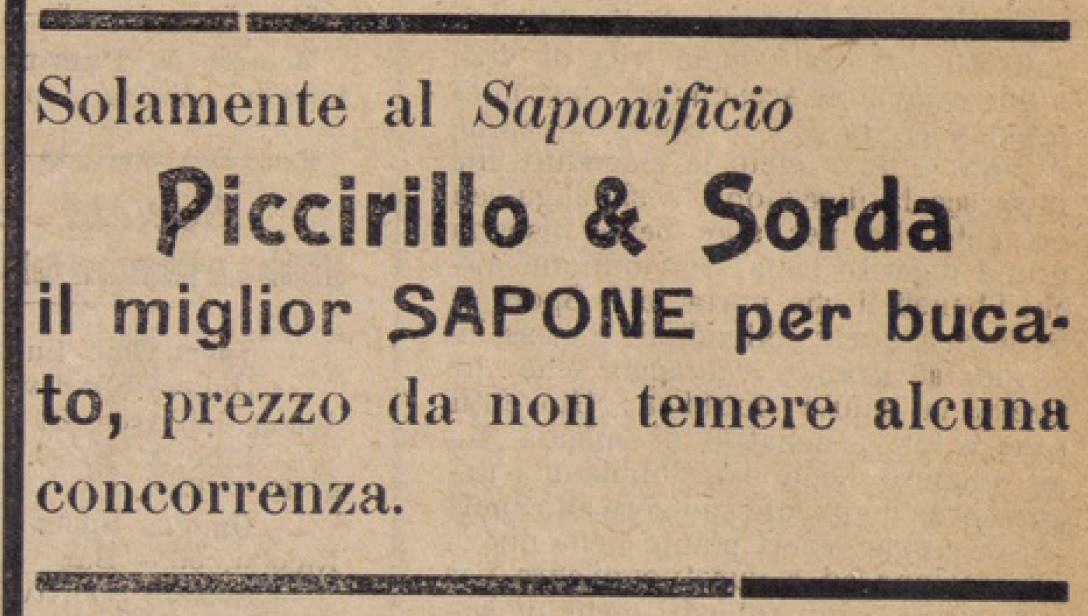 Solamente al Saponificio
Piccirillo & Sorda
il miglior SAPONE per buca-
to, prezzo da non temere alcuna
concorrenza.